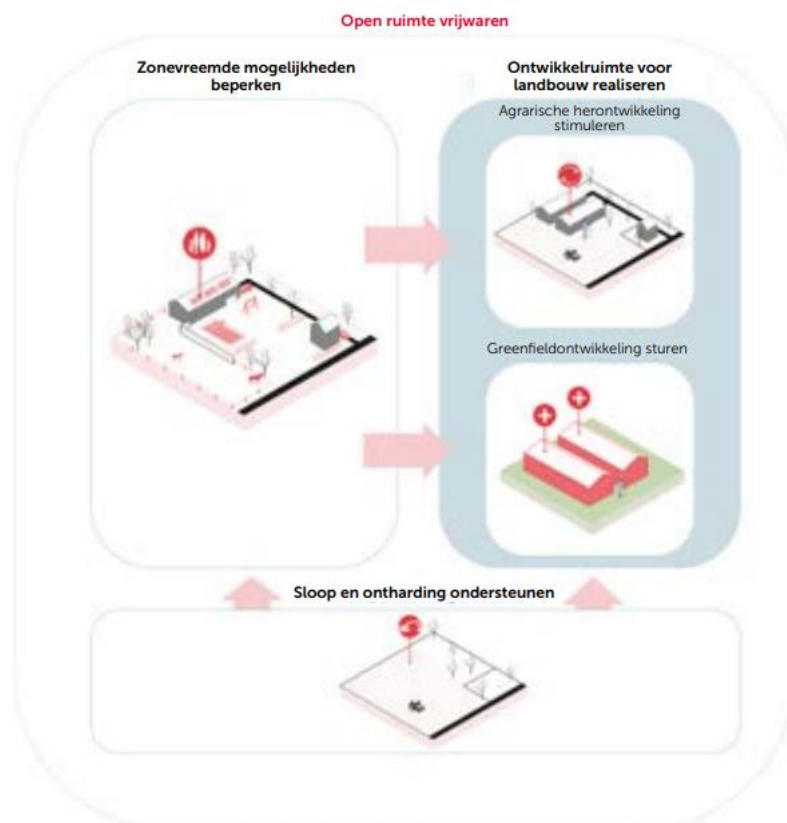 Open ruimte vrijwaren
Zonevreemde mogelijkheden
beperken
Ontwikkelruimte voor
landbouw realiseren
Agrarische herontwikkeling
stimuleren
Greenfieldontwikkeling sturen
Sloop en ontharding ondersteunen